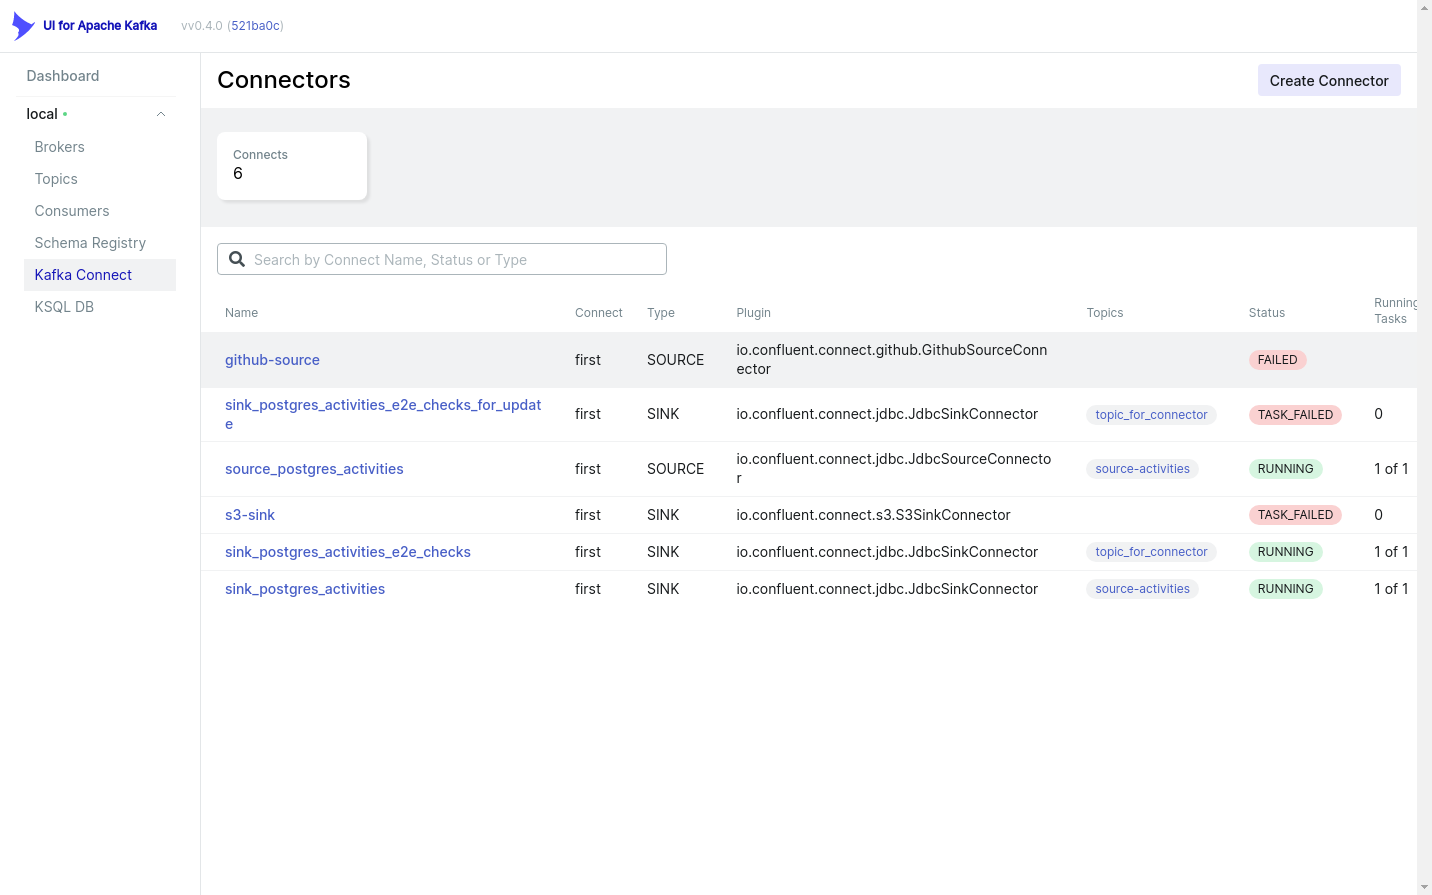 UI for Apache Kafka vv0.4.0 (521ba0c)
Dashboard
local
Brokers
Topics
Consumers
Schema Registry
Kafka Connect
KSQL DB
Connectors
Create Connector
Connects
6
Search by Connect Name, Status or Type
Name Connect Type Plugin Topics Status Running
Tasks
github-source first SOURCE io.confluent.connect.github.GithubSourceConn
ector FAILED
sink_postgres_activities_e2e_checks_for_updat
e first SINK io.confluent.connect.jdbc.JdbcSinkConnector topic_for_connector TASK_FAILED 0
source_postgres_activities first SOURCE io.confluent.connect.jdbc.JdbcSourceConnecto
r source-activities RUNNING 1 of 1
s3-sink first SINK io.confluent.connect.s3.S3SinkConnector TASK_FAILED 0
sink_postgres_activities_e2e_checks first SINK io.confluent.connect.jdbc.JdbcSinkConnector topic_for_connector RUNNING 1 of 1
sink_postgres_activities first SINK io.confluent.connect.jdbc.JdbcSinkConnector source-activities RUNNING 1 of 1